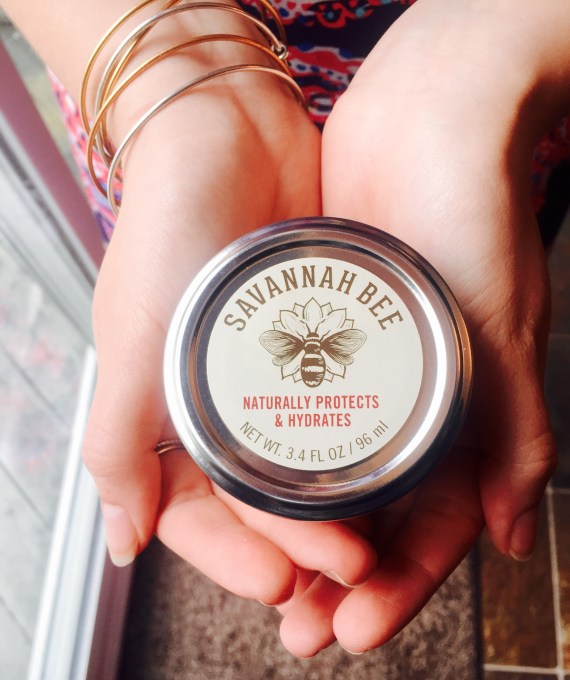 SAVANNAH BEE
NATURALLY PROTECTS
& HYDRATES
NET WT. 3.4 FL OZ / 96 ml